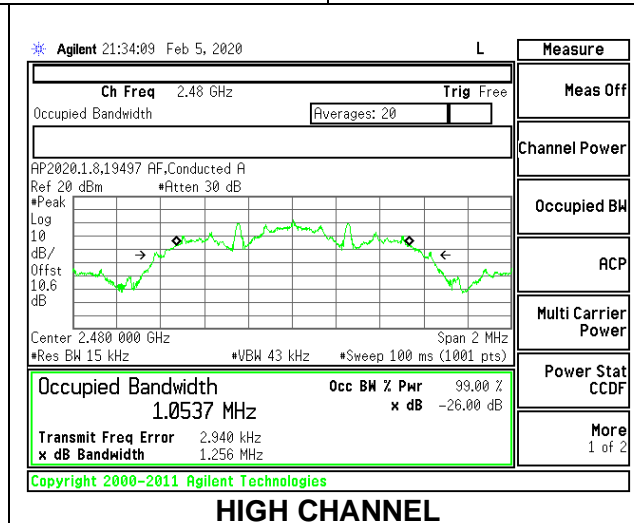 Agilent 21:34:09 Feb 5, 2020 L
Measure
Ch Freq 2.48 GHz Trig Free
Meas Off
Occupied Bandwidth Averages: 20
Channel Power
AP2020.1.8,19497 AF,Conducted A
Ref 20 dBm #Atten 30 dB
#Peak
Log
10
dB/
Offst
10.6
dB
Occupied BW
ACP
Center 2.480 000 GHz Span 2 MHz
#Res BW 15 kHz #VBW 43 kHz #Sweep 100 ms (1001 pts)
Multi Carrier
Power
Occupied Bandwidth Occ BW % Pwr 99.00 %
1.0537 MHz x dB -26.00 dB
Transmit Freq Error 2.940 kHz
x dB Bandwidth 1.256 MHz
Power Stat
CCDF
More
1 of 2
Copyright 2000-2011 Agilent Technologies
HIGH CHANNEL